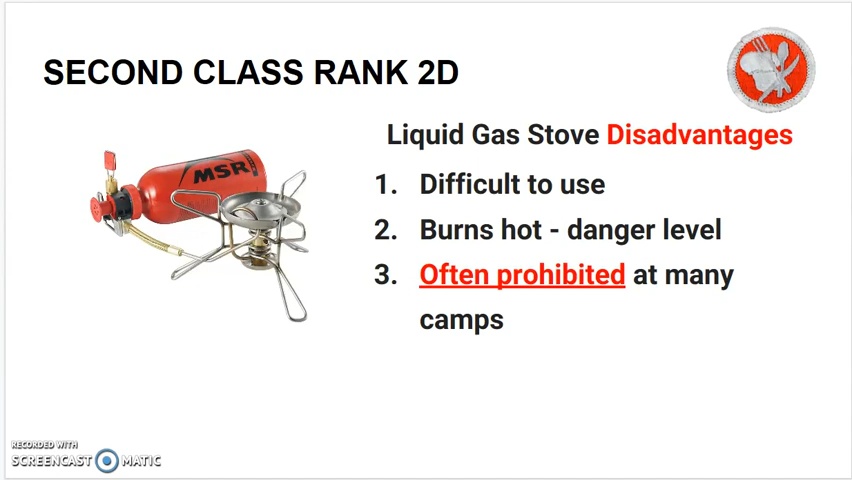 SECOND CLASS RANK 2D
Liquid Gas Stove Disadvantages
1. Difficult to use
2. Burns hot - danger level
3. Often prohibited at many
camps
MSR
RECORDED WITH
SCREENCAST MATIC